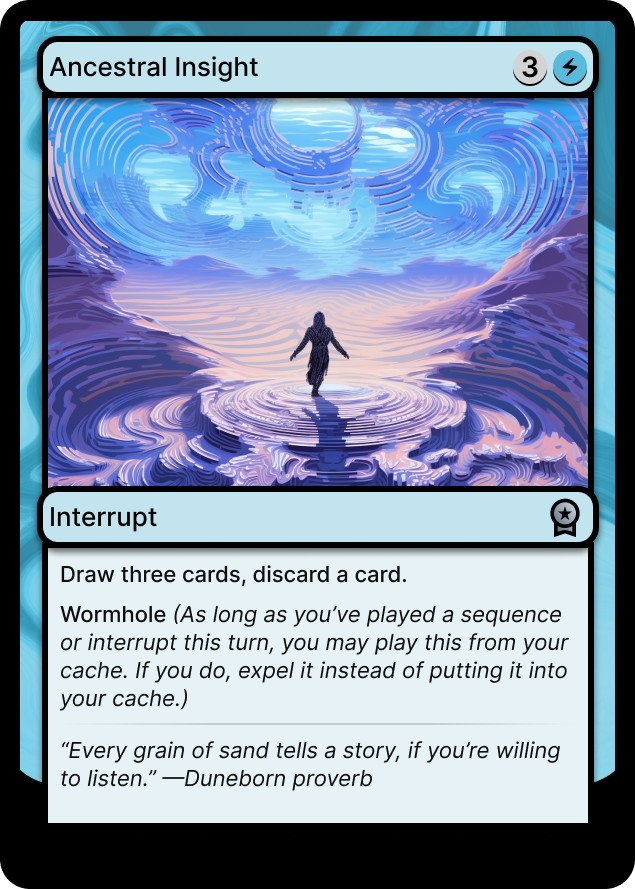 Ancestral Insight
3
Interrupt
Draw three cards, discard a card.
Wormhole (As long as you’ve played a sequence
or interrupt this turn, you may play this from your
cache. If you do, expel it instead of putting it into
your cache.)
“Every grain of sand tells a story, if you’re willing
to listen.” —Duneborn proverb